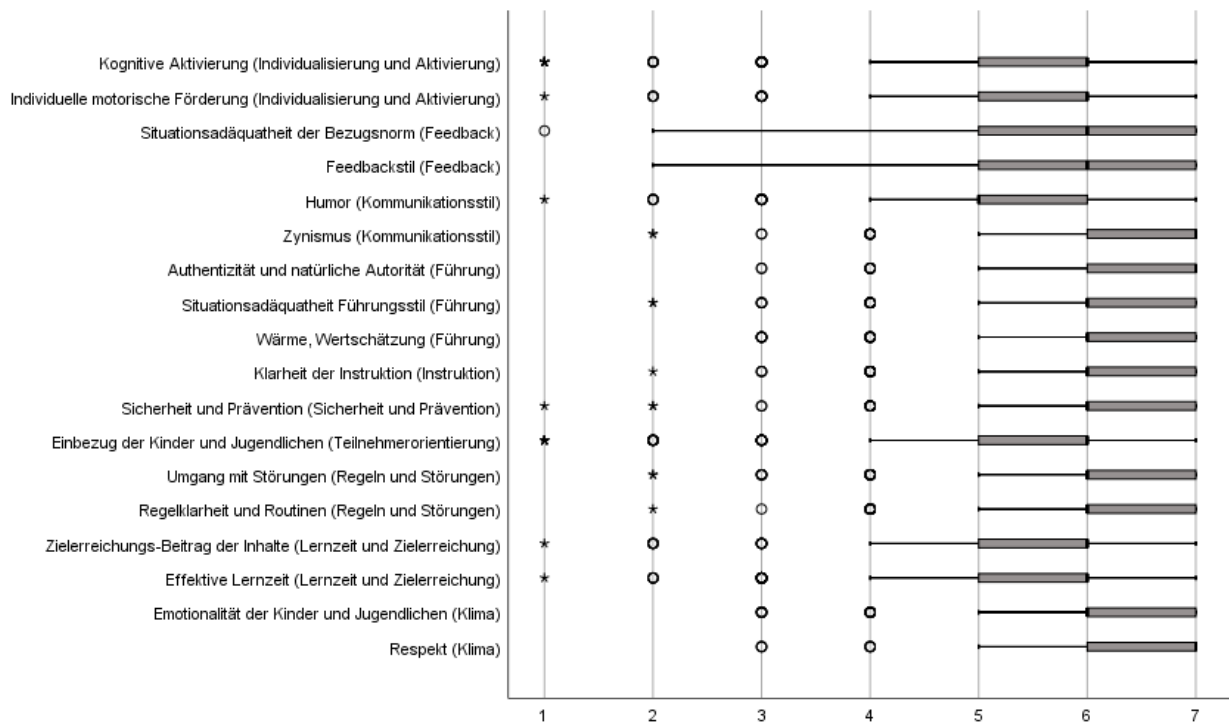 Kognitive Aktivierung (Individualisierung und Aktivierung)
Individuelle motorische Förderung (Individualisierung und Aktivierung)
Situationsadäquatheit der Bezugsnorm (Feedback)
Feedbackstil (Feedback)
Humor (Kommunikationsstil)
Zynismus (Kommunikationsstil)
Authentizität und natürliche Autorität (Führung)
Situationsadäquatheit Führungsstil (Führung)
Wärme, Wertschätzung (Führung)
Klarheit der Instruktion (Instruktion)
Sicherheit und Prävention (Sicherheit und Prävention)
Einbezug der Kinder und Jugendlichen (Teilnehmerorientierung)
Umgang mit Störungen (Regeln und Störungen)
Regelklarheit und Routinen (Regeln und Störungen)
Zielerreichungs-Beitrag der Inhalte (Lernzeit und Zielerreichung)
Effektive Lernzeit (Lernzeit und Zielerreichung)
Emotionalität der Kinder und Jugendlichen (Klima)
Respekt (Klima)
1 2 3 4 5 6 7